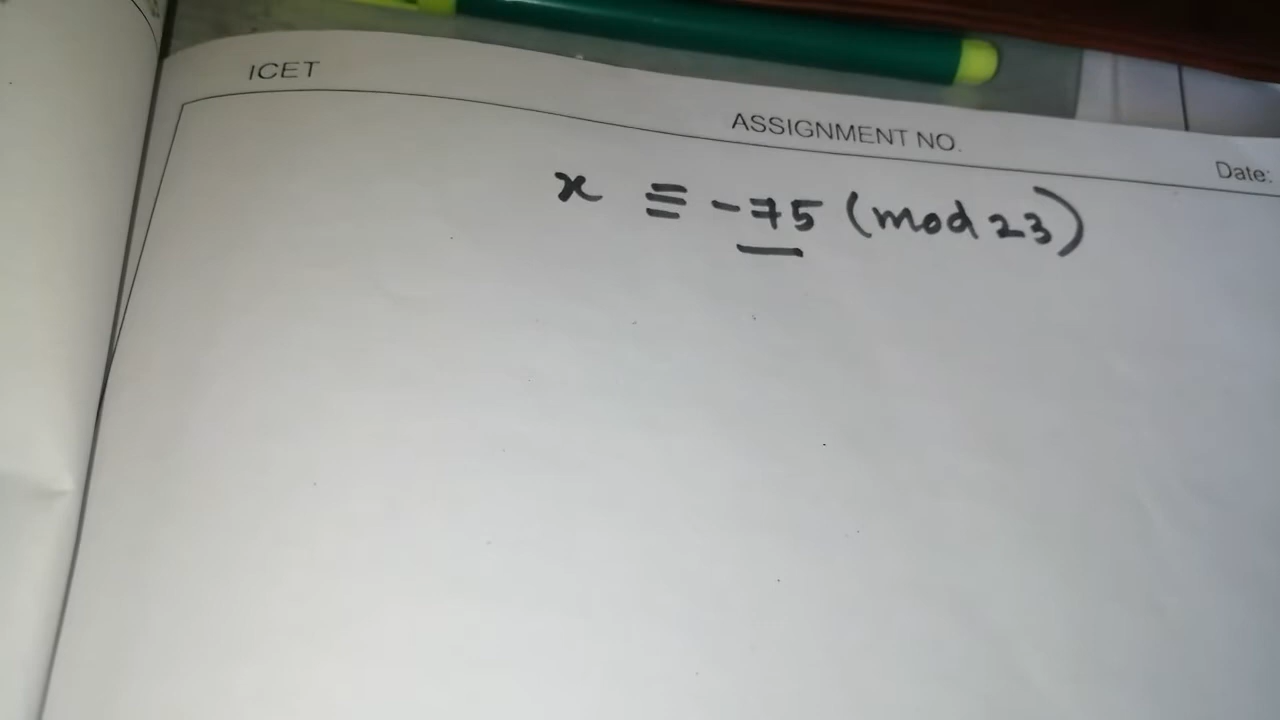 ICET
ASSIGNMENT NO.
Date:
x ≡ -75 (mod 23)